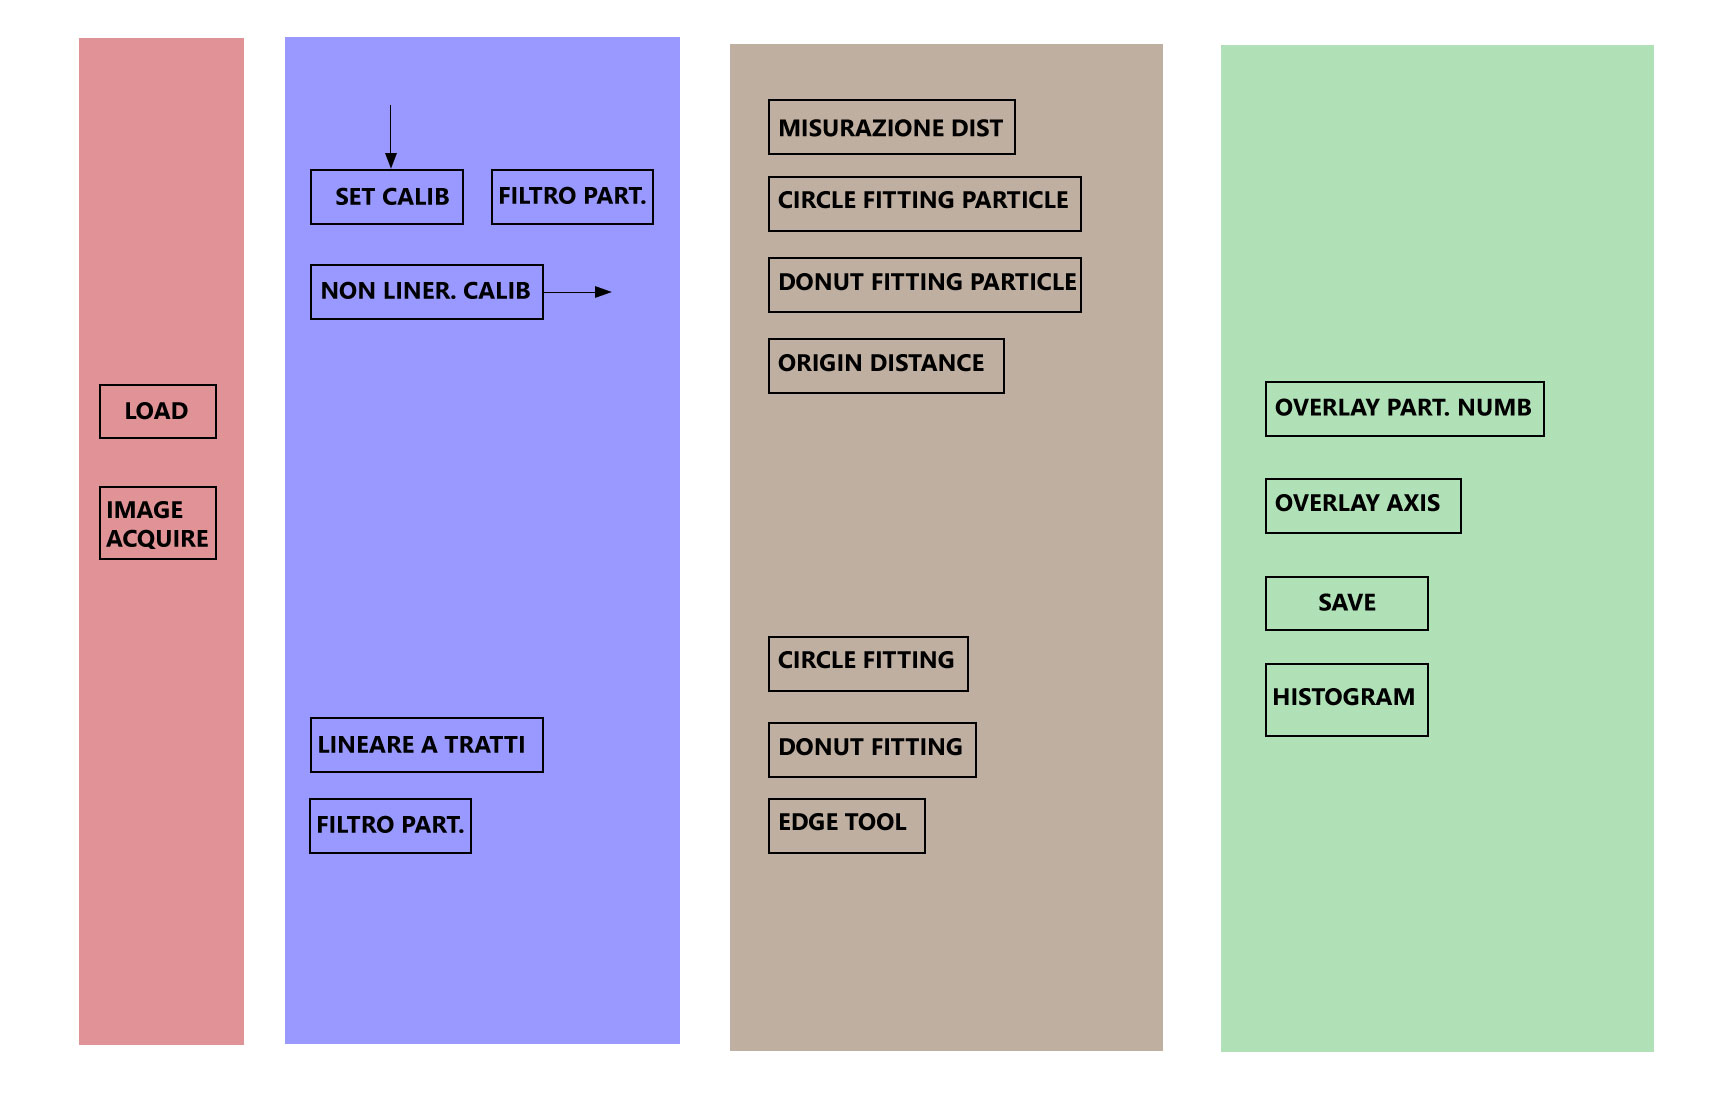 LOAD
IMAGE
ACQUIRE
SET CALIB
FILTRO PART.
NON LINER. CALIB
LINEARE A TRATTI
FILTRO PART.
MISURAZIONE DIST
CIRCLE FITTING PARTICLE
DONUT FITTING PARTICLE
ORIGIN DISTANCE
CIRCLE FITTING
DONUT FITTING
EDGE TOOL
OVERLAY PART. NUMB
OVERLAY AXIS
SAVE
HISTOGRAM